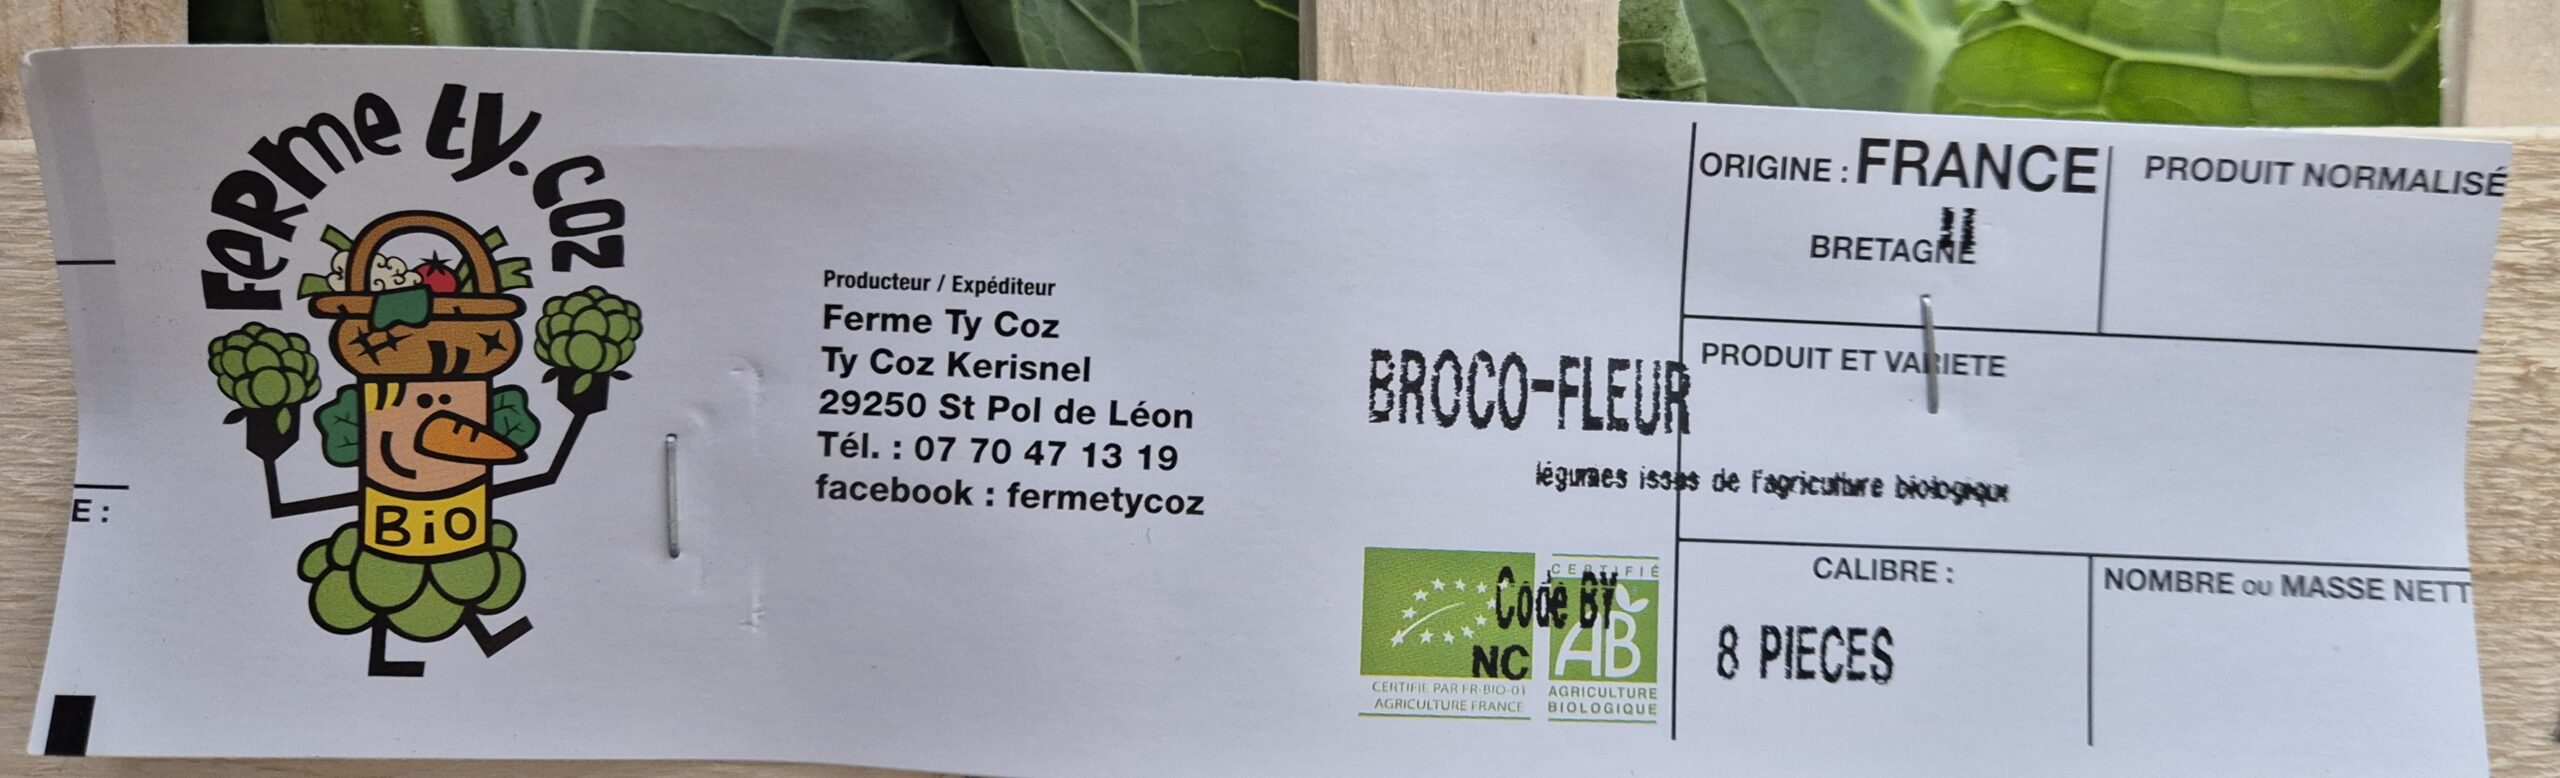 Ferme ty.coz
BiO
E :
Producteur / Expéditeur
Ferme Ty Coz
Ty Coz Kerisnel
29250 St Pol de Léon
Tél. : 07 70 47 13 19
facebook : fermetycoz
BROCO-FLEUR
légumes issus de l'agriculture biologique
Code BY
NC
CERTIFIÉ PAR FR-BIO-01
AGRICULTURE FRANCE
CERTIFIÉ
AB
AGRICULTURE
BIOLOGIQUE
ORIGINE : FRANCE
BRETAGNE
PRODUIT NORMALISÉ
PRODUIT ET VARIETE
CALIBRE :
8 PIECES
NOMBRE OU MASSE NETT